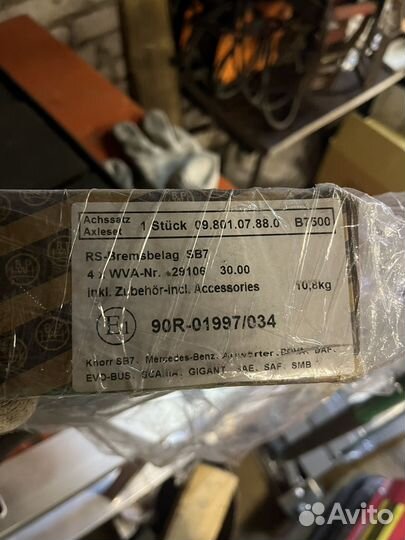 Achssatz
Axleset
1 Stück 09.801.07.88.0 B7500
RS-Bremsbelag SB7
4 x WVA-Nr. *29106 30.00
inkl. Zubehör-incl. Accessories 10,8kg
E1 90R-01997/034
Knorr SB7, Mercedes-Benz, DAF,
EVO-BUS, SCANIA, GIGANT, SAF, SMB
Avito